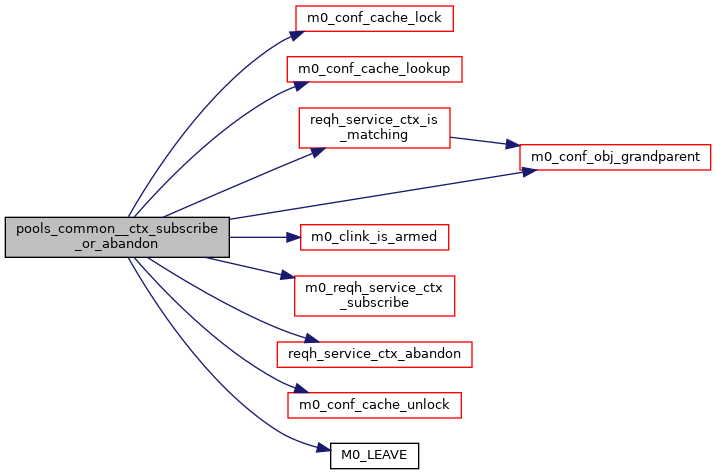 m0_conf_cache_lock
m0_conf_cache_lookup
reqh_service_ctx_is
_matching
m0_conf_obj_grandparent
pools_common__ctx_subscribe
_or_abandon
m0_clink_is_armed
m0_reqh_service_ctx
_subscribe
reqh_service_ctx_abandon
m0_conf_cache_unlock
M0_LEAVE